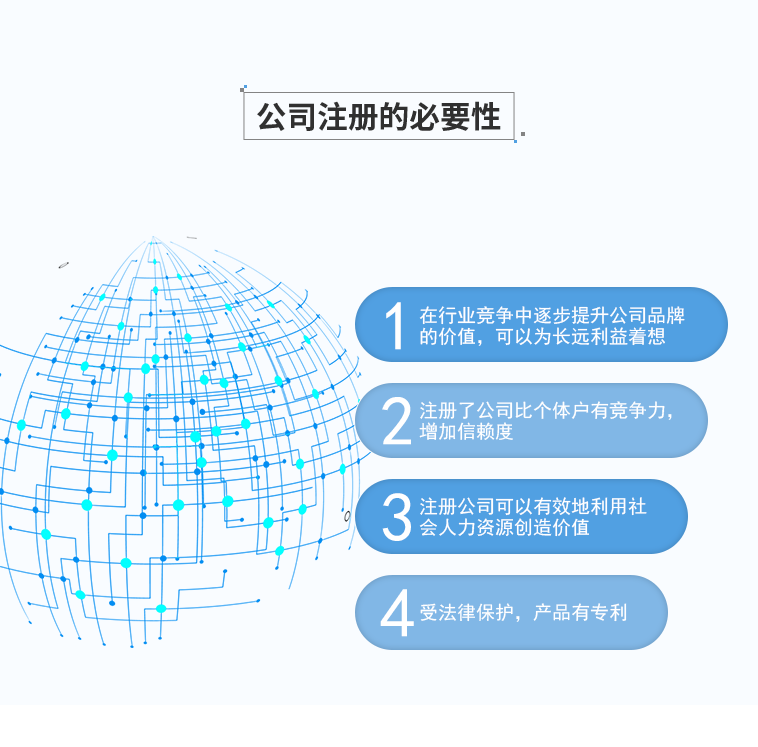 公司注册的必要性
1
在行业竞争中逐步提升公司品牌
的价值，可以为长远利益着想
2
注册了公司比个体户有竞争力，
增加信赖度
3
注册公司可以有效地利用社
会人力资源创造价值
4
受法律保护，产品有专利